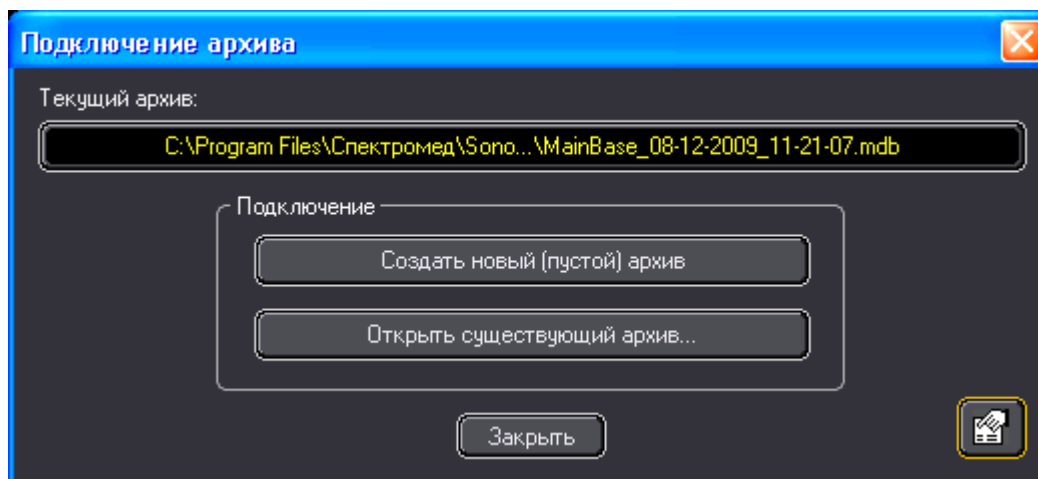 Подключение архива
Текущий архив:
C:\Program Files\Спектромед\Sono...\MainBase_08-12-2009_11-21-07.mdb
Подключение
Создать новый (пустой) архив
Открыть существующий архив...
Закрыть